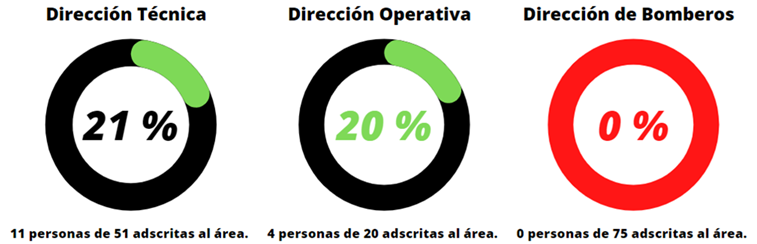 Dirección Técnica
Dirección Operativa
Dirección de Bomberos
21 %
20 %
0 %
11 personas de 51 adscritas al área.
4 personas de 20 adscritas al área.
0 personas de 75 adscritas al área.